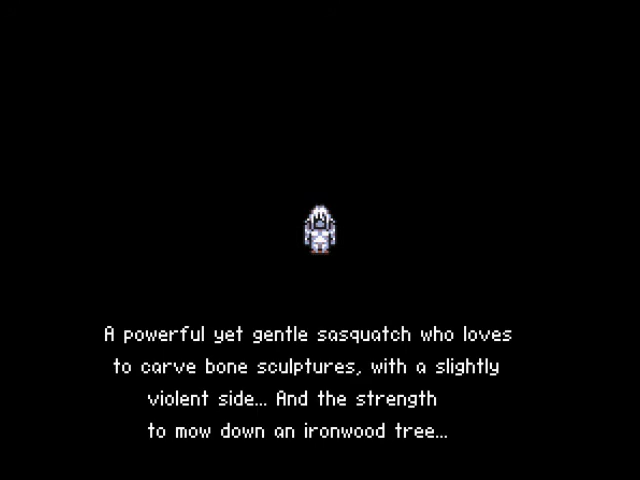 A powerful yet gentle sasquatch who loves
to carve bone sculptures, with a slightly
violent side... And the strength
to mow down an ironwood tree...